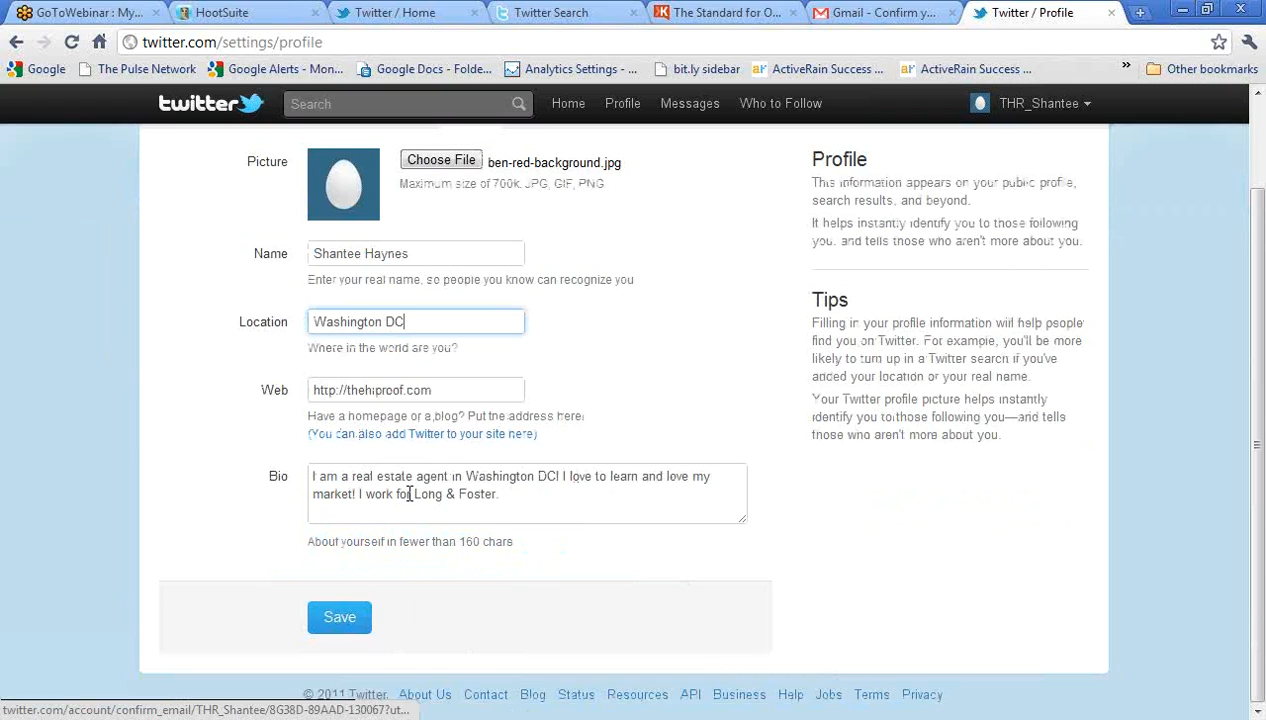 GoToWebinar : My...
HootSuite
Twitter / Home
Twitter Search
The Standard for O...
Gmail - Confirm y...
Twitter / Profile
twitter.com/settings/profile
Google
The Pulse Network
Google Alerts - Mon...
Google Docs - Folde...
Analytics Settings - ...
bit.ly sidebar
ActiveRain Success ...
ActiveRain Success ...
Other bookmarks
twitter
Search
Home
Profile
Messages
Who to Follow
THR_Shantee
Picture
Choose File ben-red-background.jpg
Maximum size of 700k. JPG, GIF, PNG
Name
Shantee Haynes
Enter your real name, so people you know can recognize you
Location
Washington DC
Where in the world are you?
Web
http://thehiproof.com
Have a homepage or a blog? Put the address here.
(You can also add Twitter to your site here)
Bio
I am a real estate agent in Washington DC! I love to learn and love my
market! I work for Long & Foster.
About yourself in fewer than 160 chars
Save
Profile
This information appears on your public profile,
search results, and beyond.
It helps instantly identify you to those following
you, and tells those who aren't more about you.
Tips
Filling in your profile information will help people
find you on Twitter. For example, you'll be more
likely to turn up in a Twitter search if you've
added your location or your real name.
Your Twitter profile picture helps instantly
identify you to those following you—and tells
those who aren't more about you.
© 2011 Twitter
About Us
Contact
Blog
Status
Resources
API
Business
Help
Jobs
Terms
Privacy
twitter.com/account/confirm_email/THR_Shantee/8G38D-89AAD-130067?ut...